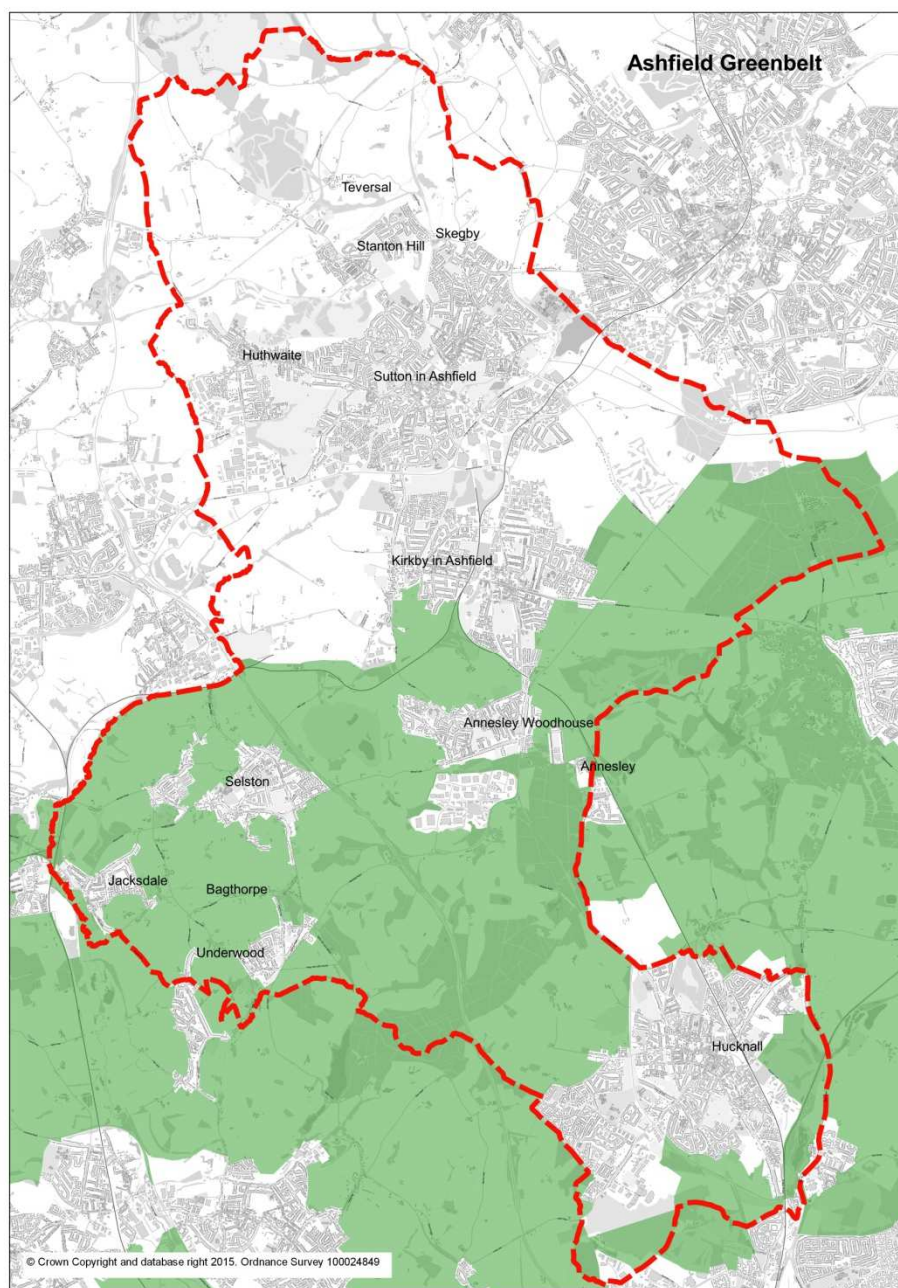 Ashfield Greenbelt
Teversal
Skegby
Stanton Hill
Huthwaite
Sutton in Ashfield
Kirkby in Ashfield
Annesley Woodhouse
Annesley
Selston
Jacksdale
Bagthorpe
Underwood
Hucknall
© Crown Copyright and database right 2015. Ordnance Survey 100024849